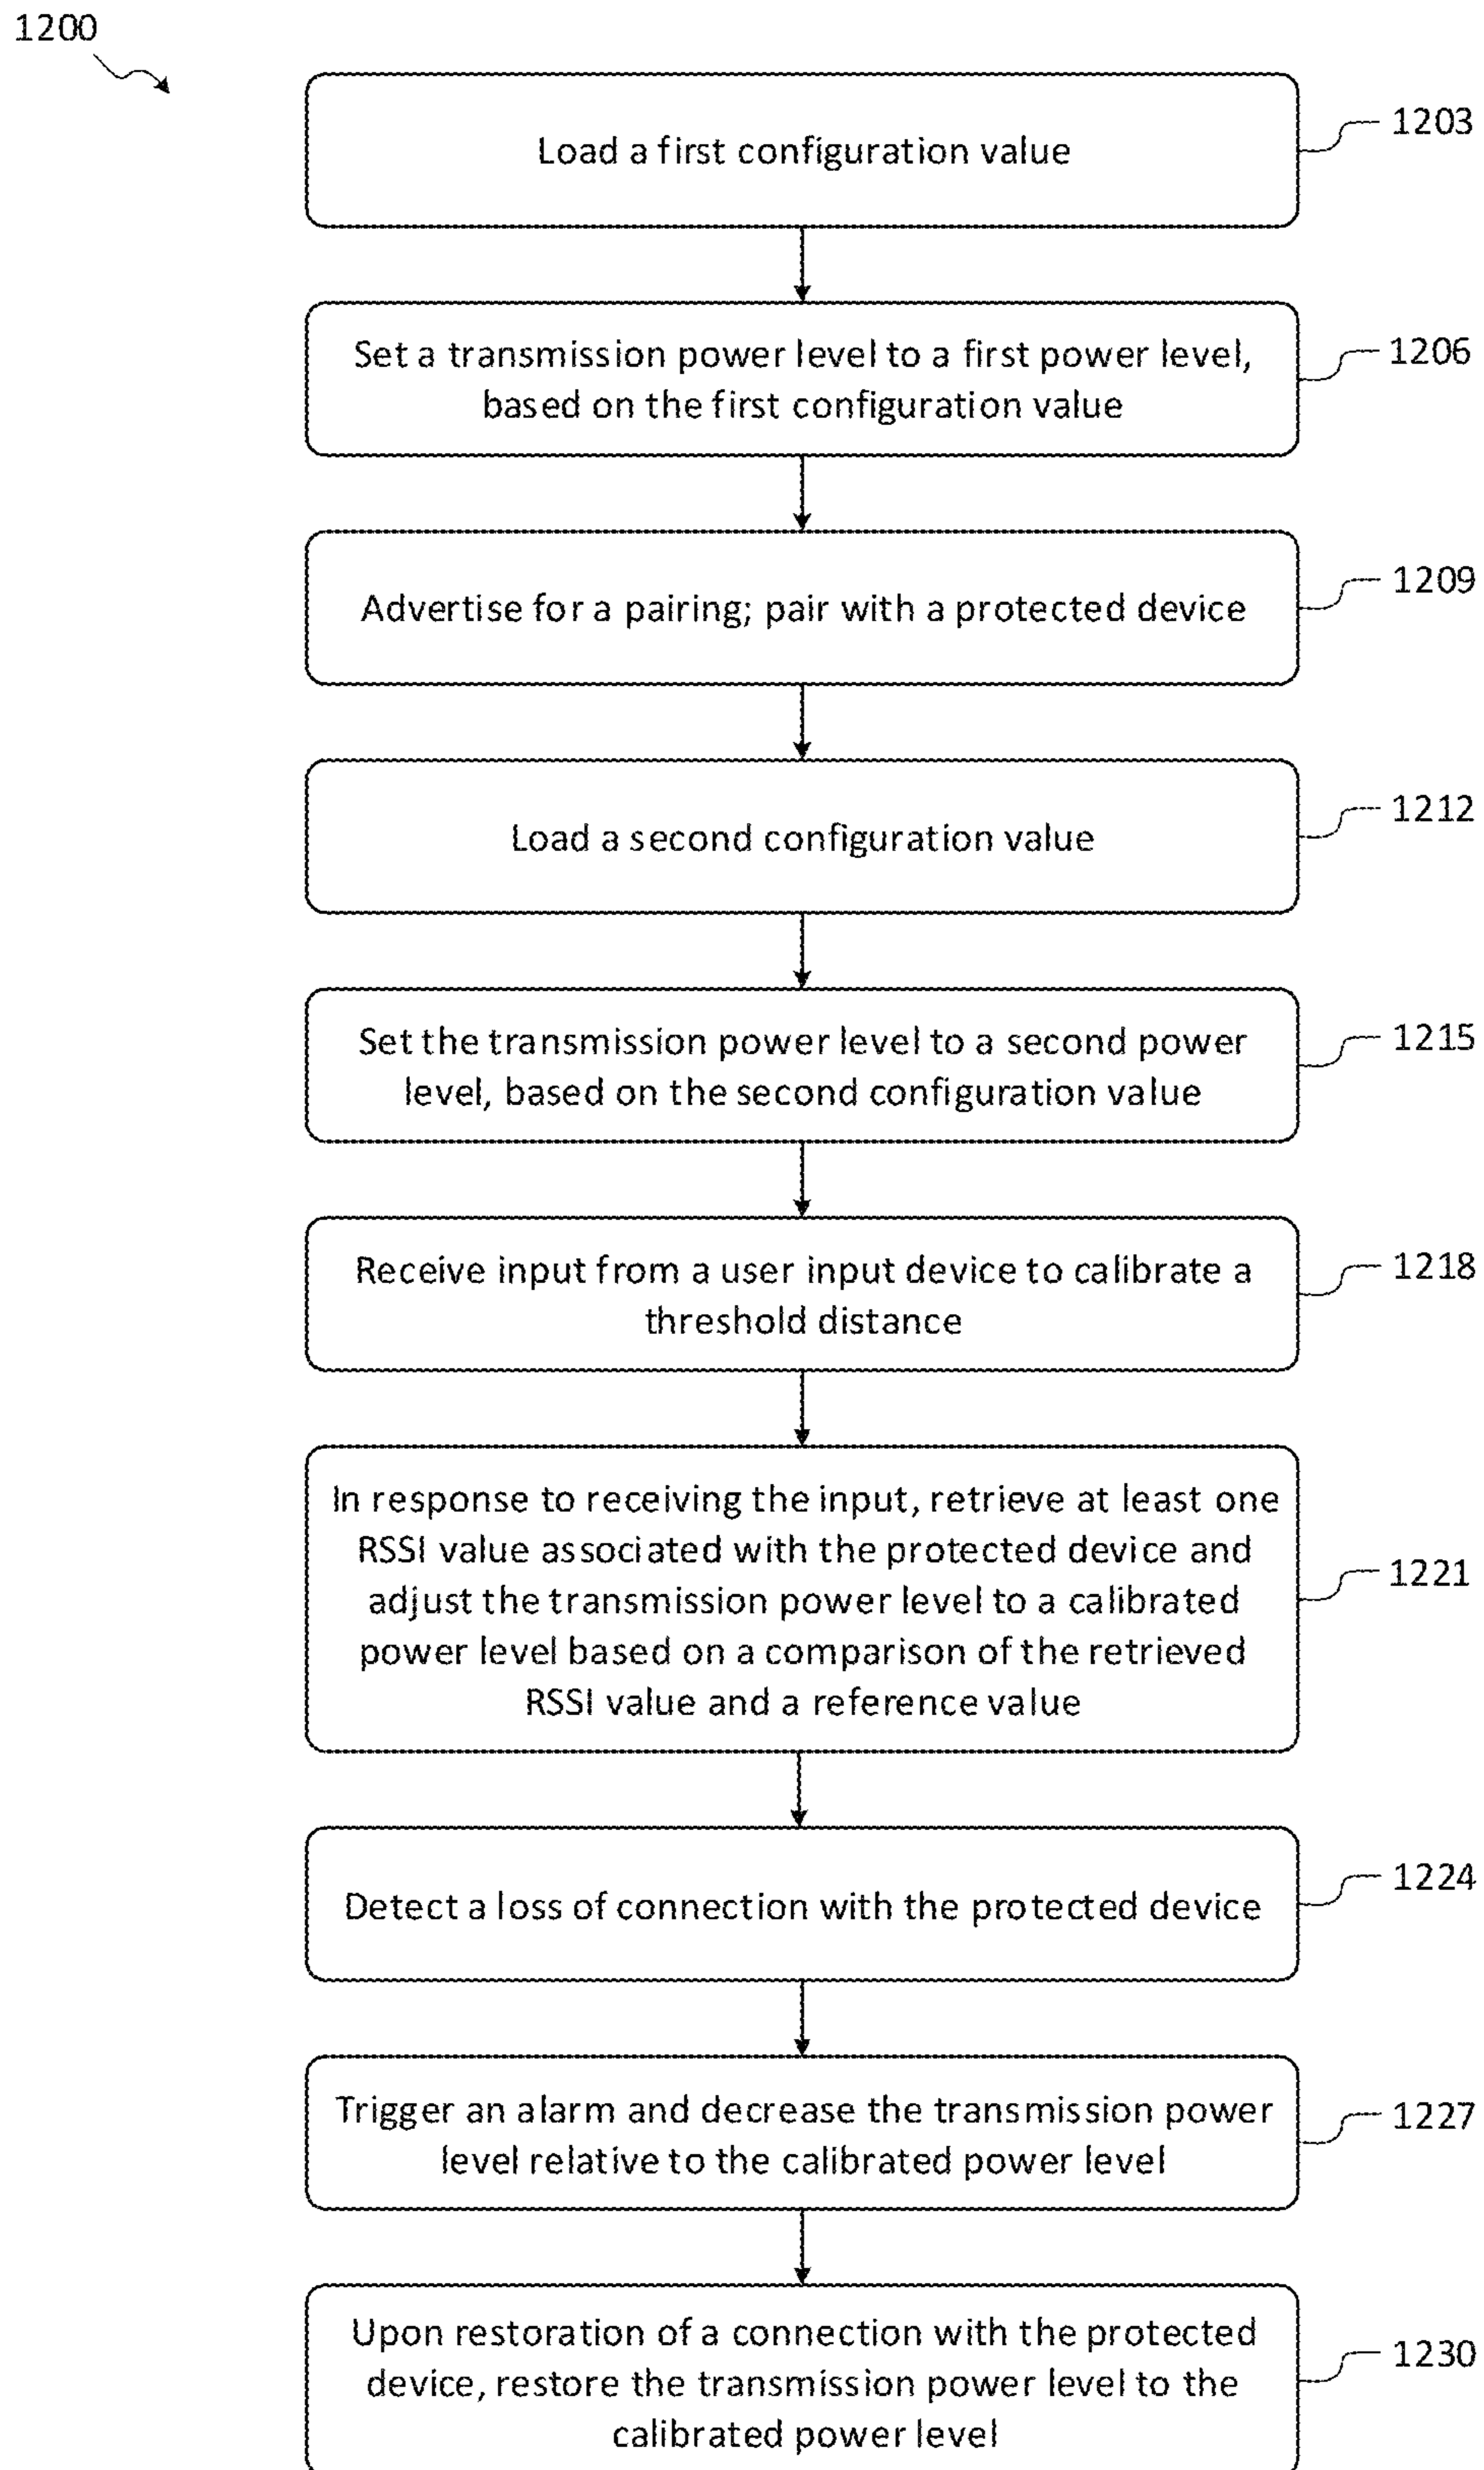 1200
Load a first configuration value
1203
Set a transmission power level to a first power level,
based on the first configuration value
1206
Advertise for a pairing; pair with a protected device
1209
Load a second configuration value
1212
Set the transmission power level to a second power
level, based on the second configuration value
1215
Receive input from a user input device to calibrate a
threshold distance
1218
In response to receiving the input, retrieve at least one
RSSI value associated with the protected device and
adjust the transmission power level to a calibrated
power level based on a comparison of the retrieved
RSSI value and a reference value
1221
Detect a loss of connection with the protected device
1224
Trigger an alarm and decrease the transmission power
level relative to the calibrated power level
1227
Upon restoration of a connection with the protected
device, restore the transmission power level to the
calibrated power level
1230